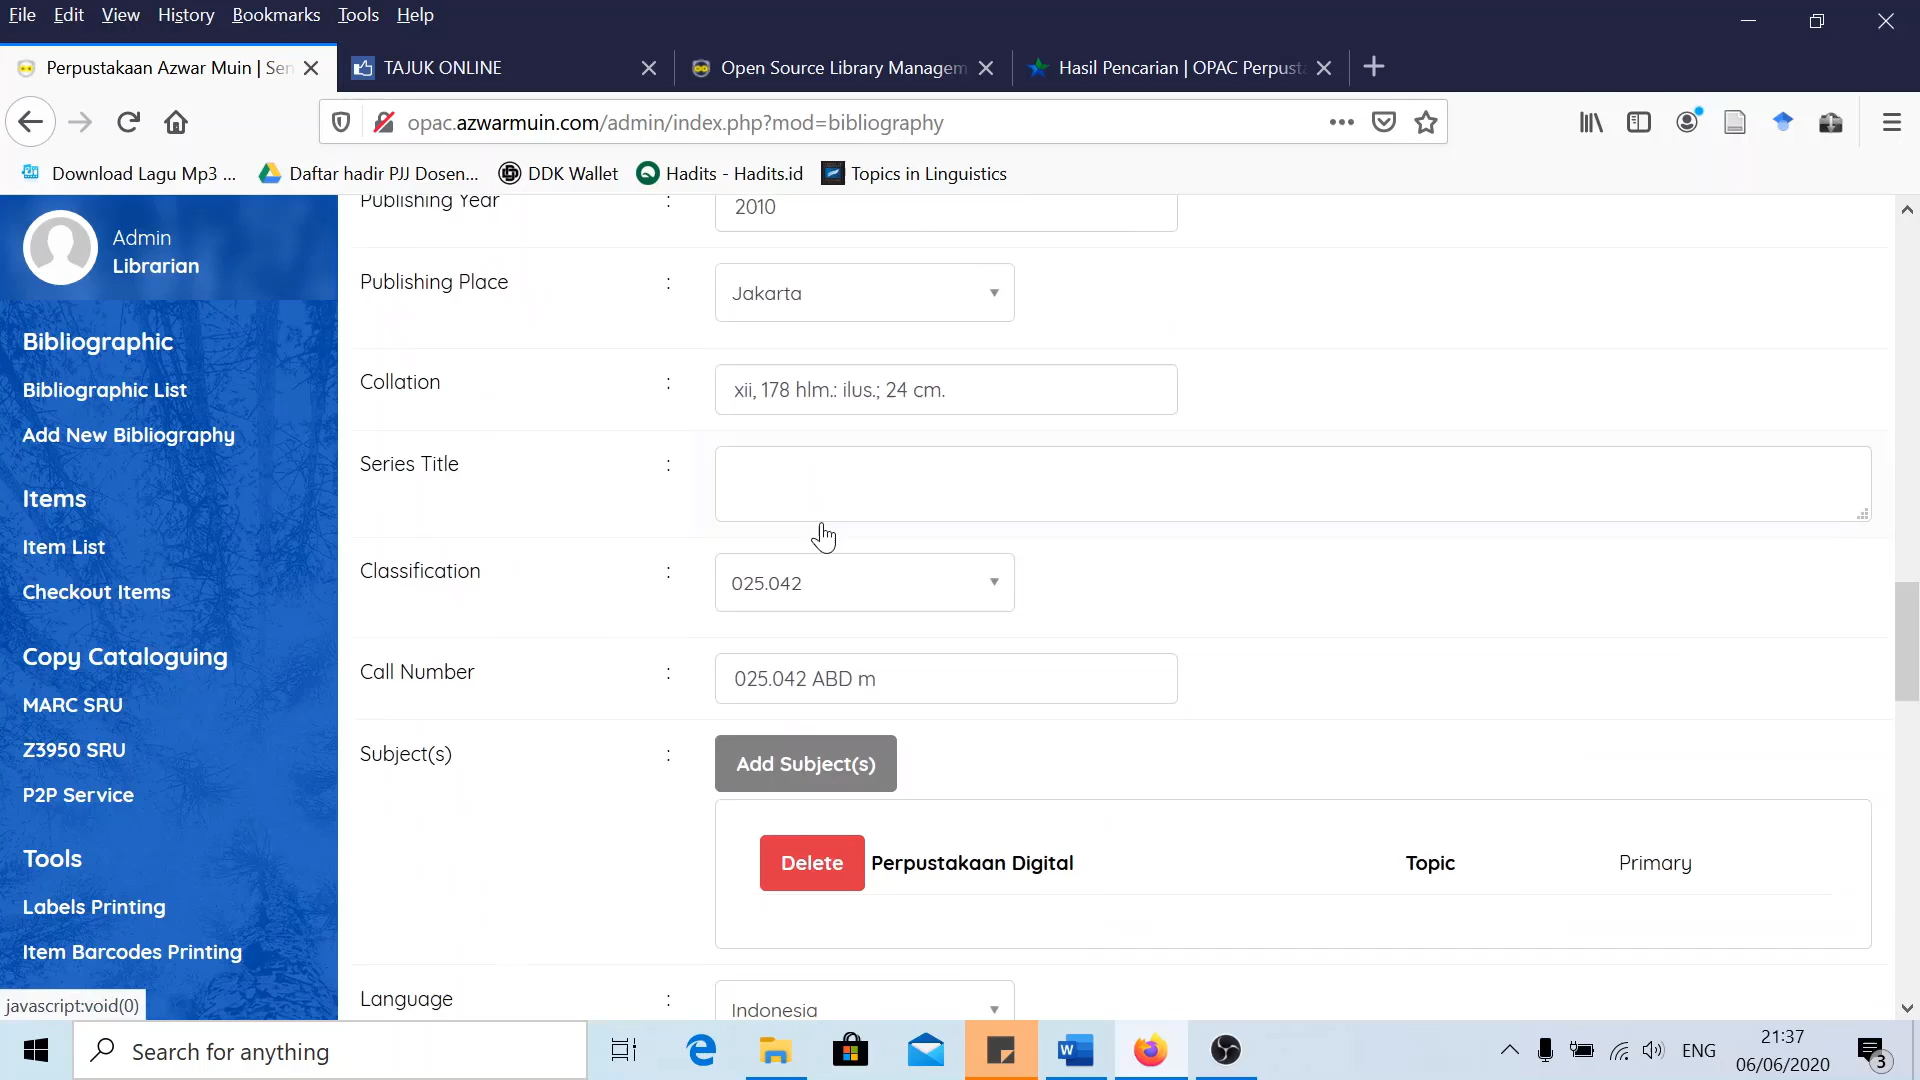 File Edit View History Bookmarks Tools Help
Perpustakaan Azwar Muin | Sen
TAJUK ONLINE
Open Source Library Managem
Hasil Pencarian | OPAC Perpusta
opac.azwarmuin.com/admin/index.php?mod=bibliography
Download Lagu Mp3 ...
Daftar hadir PJJ Dosen...
DDK Wallet
Hadits - Hadits.id
Topics in Linguistics
Admin
Librarian
Bibliographic
Bibliographic List
Add New Bibliography
Items
Item List
Checkout Items
Copy Cataloguing
MARC SRU
Z3950 SRU
P2P Service
Tools
Labels Printing
Item Barcodes Printing
javascript:void(0)
Publishing Year : 2010
Publishing Place : Jakarta
Collation : xii, 178 hlm.: ilus.; 24 cm.
Series Title :
Classification : 025.042
Call Number : 025.042 ABD m
Subject(s) : Add Subject(s)
Delete Perpustakaan Digital Topic Primary
Language : Indonesia
Search for anything
ENG
21:37
06/06/2020
3